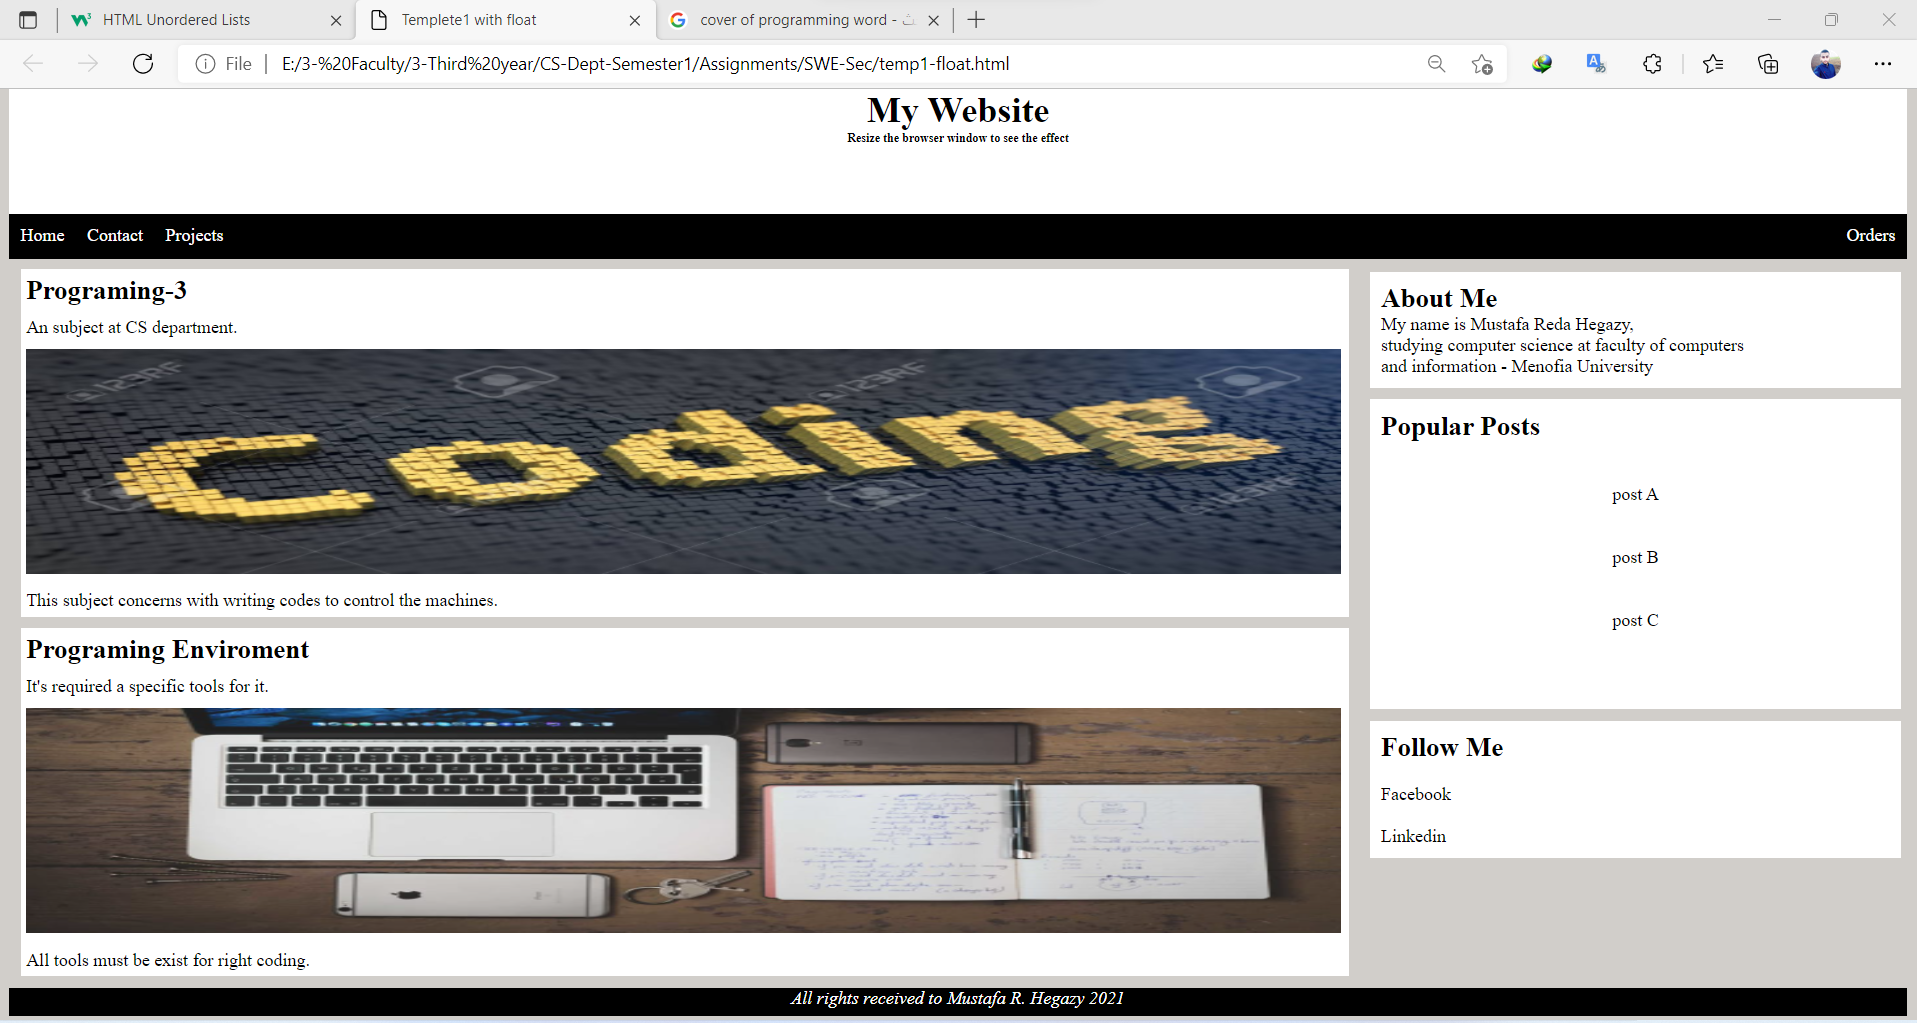 HTML Unordered Lists
Templete1 with float
cover of programming word -
File
E:/3-%20Faculty/3-Third%20year/CS-Dept-Semester1/Assignments/SWE-Sec/temp1-float.html
My Website
Resize the browser window to see the effect
Home
Contact
Projects
Orders
Programing-3
An subject at CS department.
123RF
123RF
Coding
123RF
This subject concerns with writing codes to control the machines.
Programing Enviroment
It's required a specific tools for it.
All tools must be exist for right coding.
About Me
My name is Mustafa Reda Hegazy,
studying computer science at faculty of computers
and information - Menofia University
Popular Posts
post A
post B
post C
Follow Me
Facebook
Linkedin
All rights received to Mustafa R. Hegazy 2021